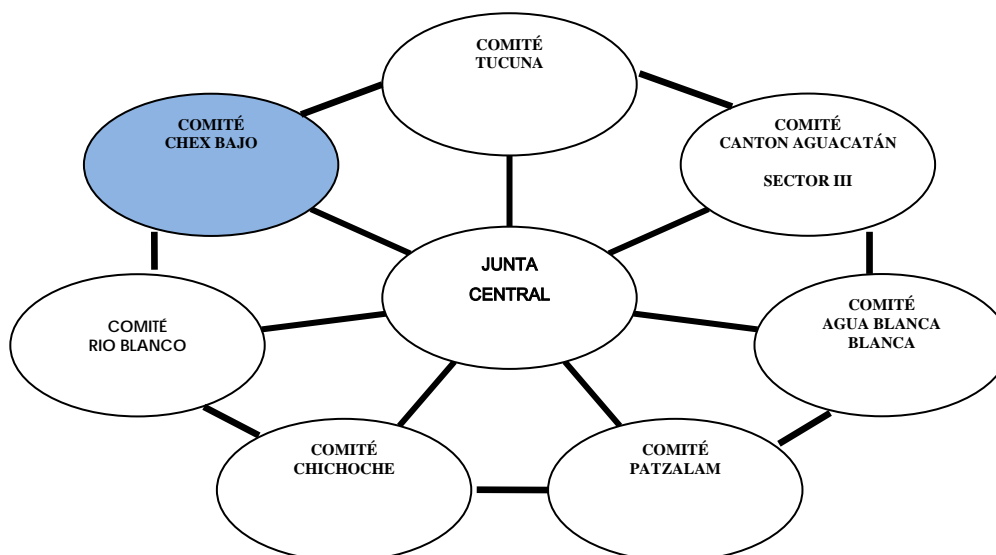 COMITÉ
TUCUNA
COMITÉ
CHEX BAJO
COMITÉ
CANTON AGUACATÁN
SECTOR III
JUNTA
CENTRAL
COMITÉ
RIO BLANCO
COMITÉ
AGUA BLANCA
BLANCA
COMITÉ
CHICHOCHE
COMITÉ
PATZALAM